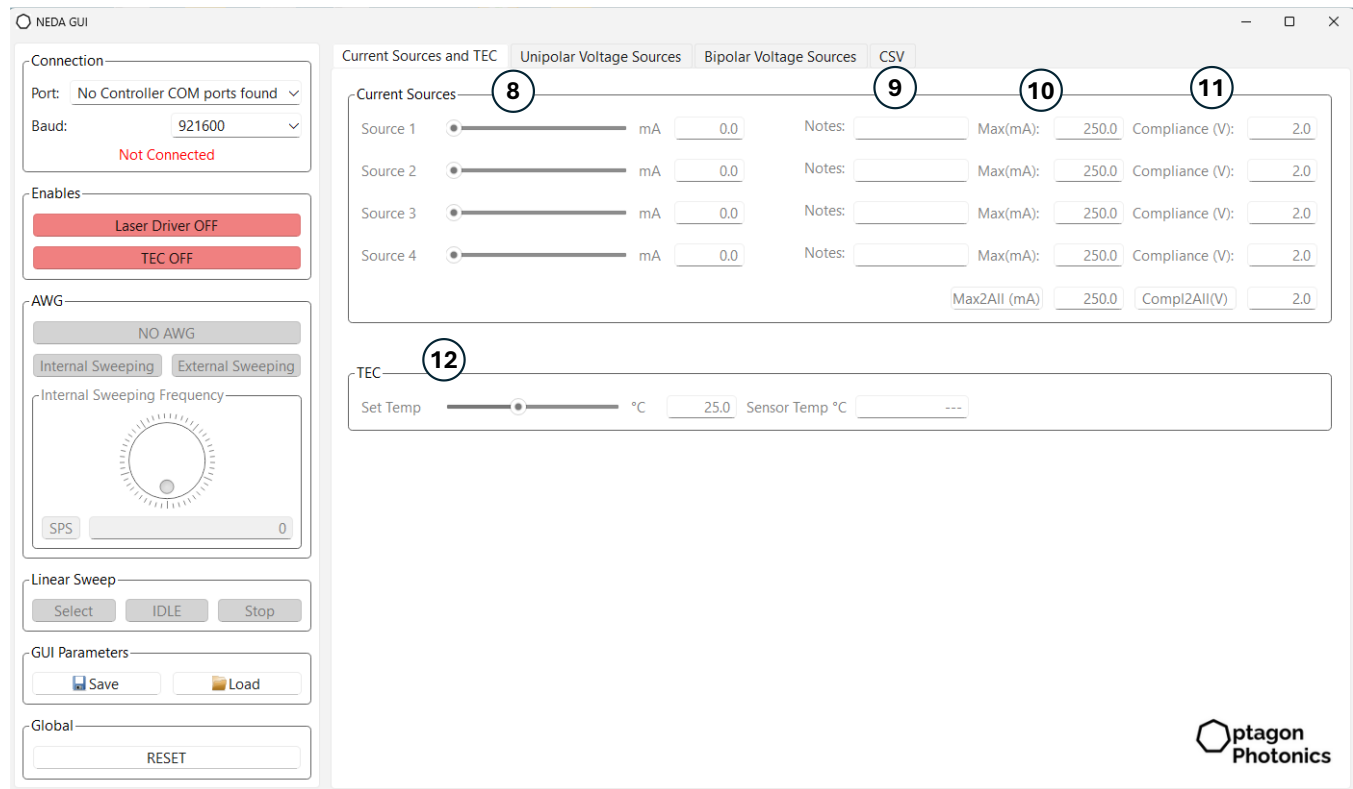 NEDA GUI
Connection
Port: No Controller COM ports found
Baud: 921600
Not Connected
Enables
Laser Driver OFF
TEC OFF
AWG
NO AWG
Internal Sweeping External Sweeping
Internal Sweeping Frequency
SPS 0
Linear Sweep
Select IDLE Stop
GUI Parameters
Save Load
Global
RESET
Current Sources and TEC Unipolar Voltage Sources Bipolar Voltage Sources CSV
8 9 10 11
Current Sources
Source 1 mA 0.0 Notes: Max(mA): 250.0 Compliance (V): 2.0
Source 2 mA 0.0 Notes: Max(mA): 250.0 Compliance (V): 2.0
Source 3 mA 0.0 Notes: Max(mA): 250.0 Compliance (V): 2.0
Source 4 mA 0.0 Notes: Max(mA): 250.0 Compliance (V): 2.0
Max2All (mA) 250.0 Compl2All(V) 2.0
12
TEC
Set Temp °C 25.0 Sensor Temp °C ---
Optagon
Photonics